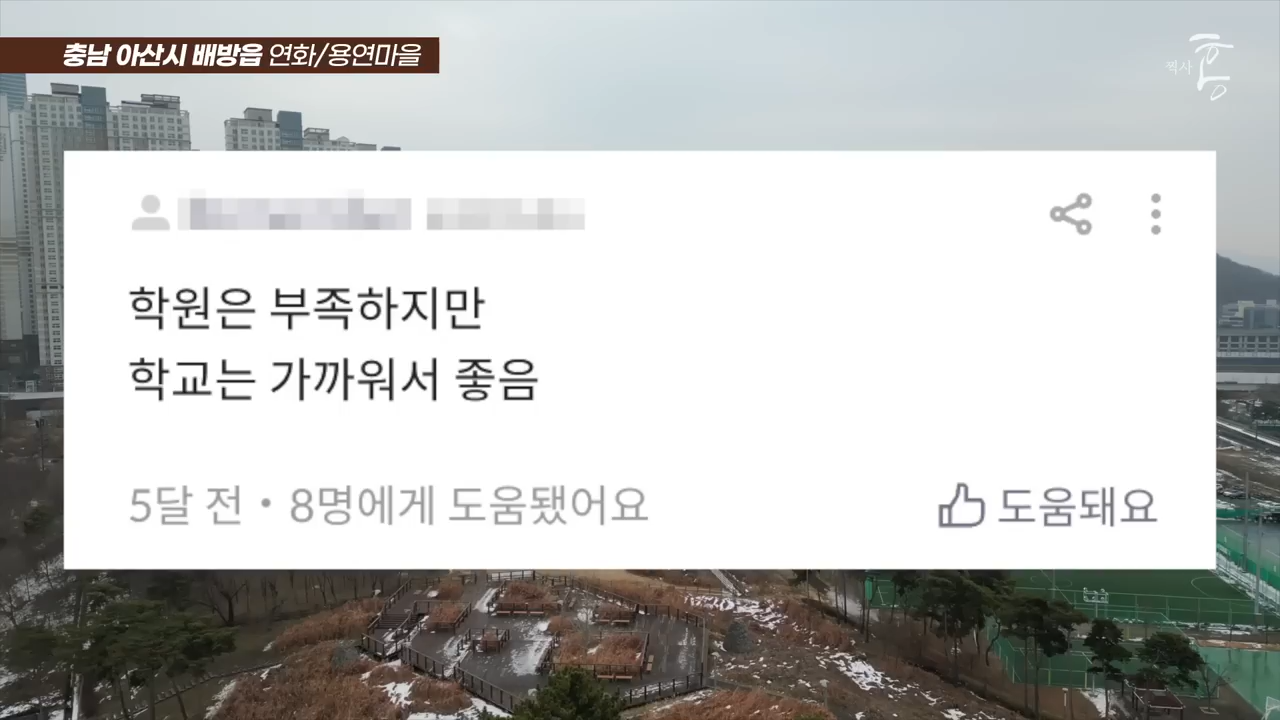 충남 아산시 배방읍 연화/용연마을
찍사 홍
학원은 부족하지만
학교는 가까워서 좋음
5달 전 • 8명에게 도움됐어요
도움돼요